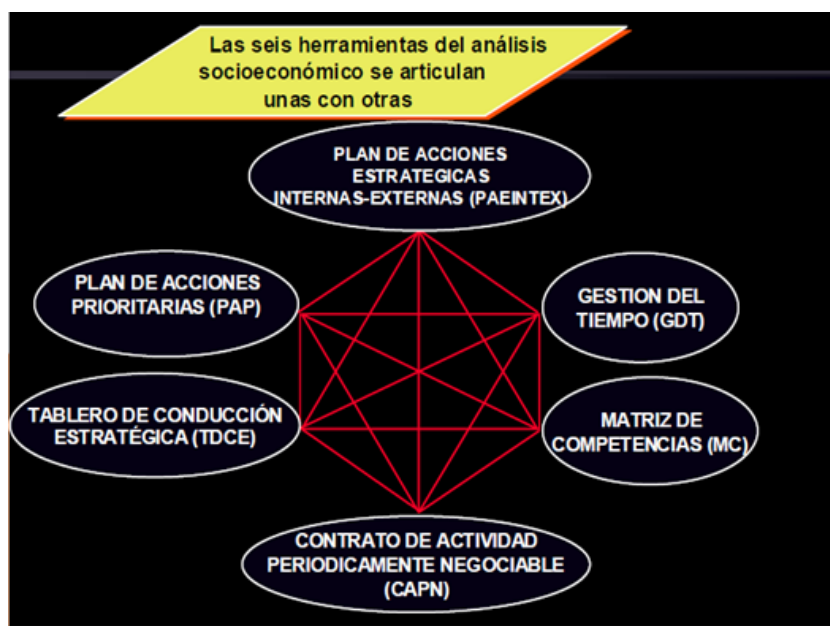 Las seis herramientas del análisis
socioeconómico se articulan
unas con otras
PLAN DE ACCIONES
ESTRATEGICAS
INTERNAS-EXTERNAS (PAEINTEX)
PLAN DE ACCIONES
PRIORITARIAS (PAP)
GESTION DEL
TIEMPO (GDT)
TABLERO DE CONDUCCIÓN
ESTRATÉGICA (TDCE)
MATRIZ DE
COMPETENCIAS (MC)
CONTRATO DE ACTIVIDAD
PERIODICAMENTE NEGOCIABLE
(CAPN)